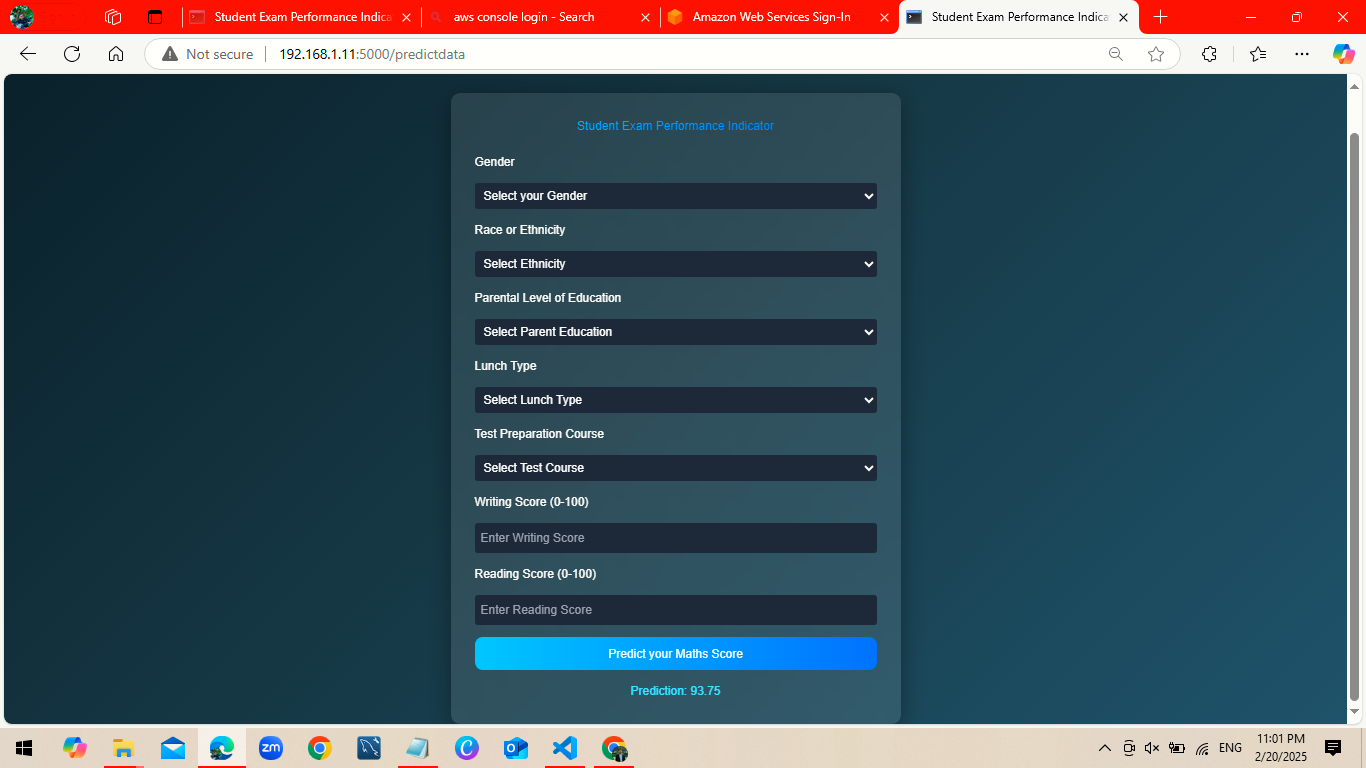 Student Exam Performance Indica
aws console login - Search
Amazon Web Services Sign-In
Student Exam Performance Indica
Not secure
192.168.1.11:5000/predictdata
Student Exam Performance Indicator
Gender
Select your Gender
Race or Ethnicity
Select Ethnicity
Parental Level of Education
Select Parent Education
Lunch Type
Select Lunch Type
Test Preparation Course
Select Test Course
Writing Score (0-100)
Enter Writing Score
Reading Score (0-100)
Enter Reading Score
Predict your Maths Score
Prediction: 93.75
zm
ENG
11:01 PM
2/20/2025